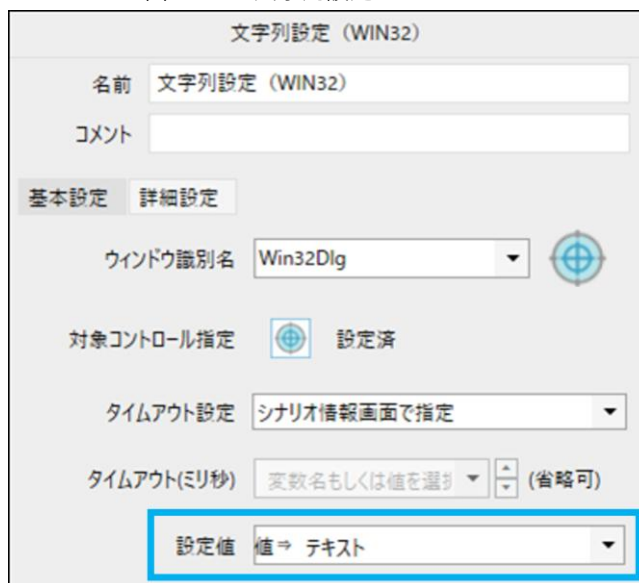 文字列設定（WIN32）
名前 文字列設定（WIN32）
コメント
基本設定 詳細設定
ウィンドウ識別名 Win32Dlg
対象コントロール指定 設定済
タイムアウト設定 シナリオ情報画面で指定
タイムアウト(ミリ秒) 変数名もしくは値を選択 (省略可)
設定値 値⇒ テキスト